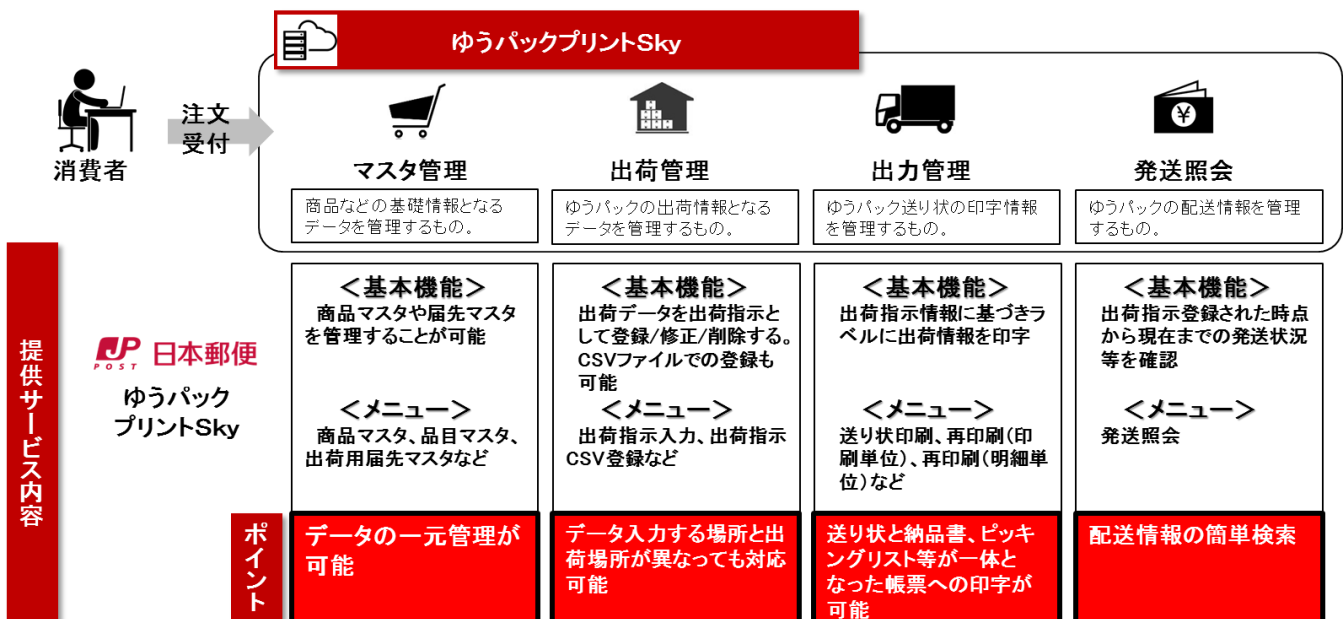 ゆうパックプリントSky
注文
受付
消費者
マスタ管理
商品などの基礎情報となる
データを管理するもの。
出荷管理
ゆうパックの出荷情報となる
データを管理するもの。
出力管理
ゆうパック送り状の印字情報
を管理するもの。
¥
発送照会
ゆうパックの配送情報を管理
するもの。
提供サービス内容
JP
POST
日本郵便
ゆうパック
プリントSky
＜基本機能＞
商品マスタや届先マスタ
を管理することが可能
＜メニュー＞
商品マスタ、品目マスタ、
出荷用届先マスタなど
＜基本機能＞
出荷データを出荷指示と
して登録/修正/削除する。
CSVファイルでの登録も
可能
＜メニュー＞
出荷指示入力、出荷指示
CSV登録など
＜基本機能＞
出荷指示情報に基づきラ
ベルに出荷情報を印字
＜メニュー＞
送り状印刷、再印刷（印
刷単位）、再印刷（明細単
位）など
＜基本機能＞
出荷指示登録された時点
から現在までの発送状況
等を確認
＜メニュー＞
発送照会
ポイント
データの一元管理が
可能
データ入力する場所と出
荷場所が異なっても対応
可能
送り状と納品書、ピッキ
ングリスト等が一体と
なった帳票への印字が
可能
配送情報の簡単検索